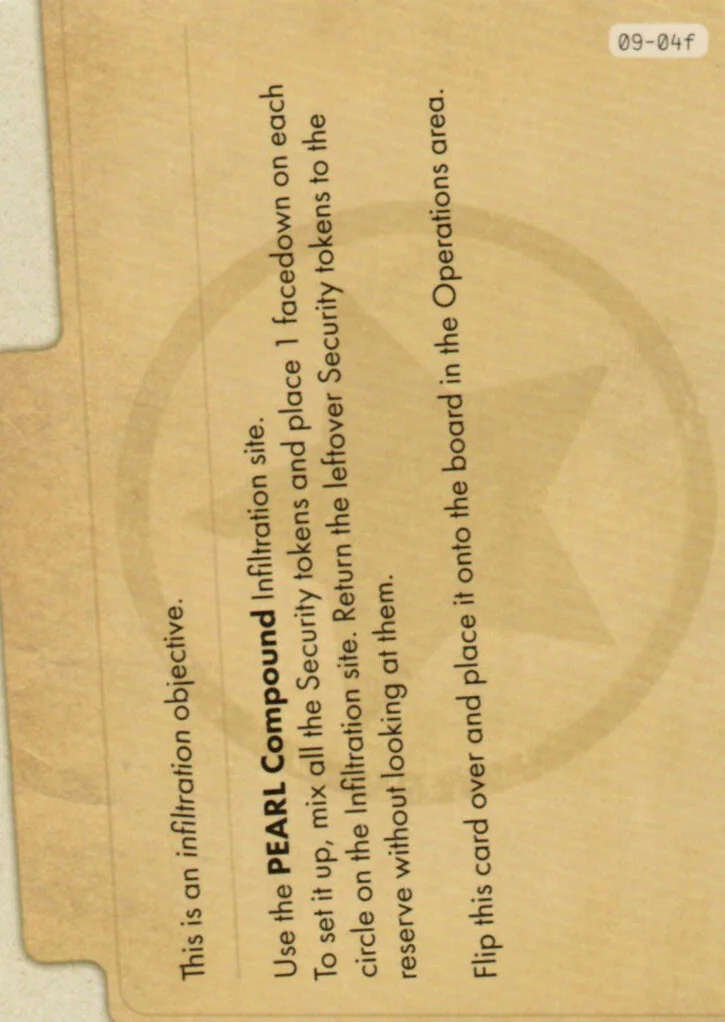 09-04f
This is an infiltration objective.
Use the PEARL Compound Infiltration site.
To set it up, mix all the Security tokens and place 1 facedown on each
circle on the Infiltration site. Return the leftover Security tokens to the
reserve without looking at them.
Flip this card over and place it onto the board in the Operations area.